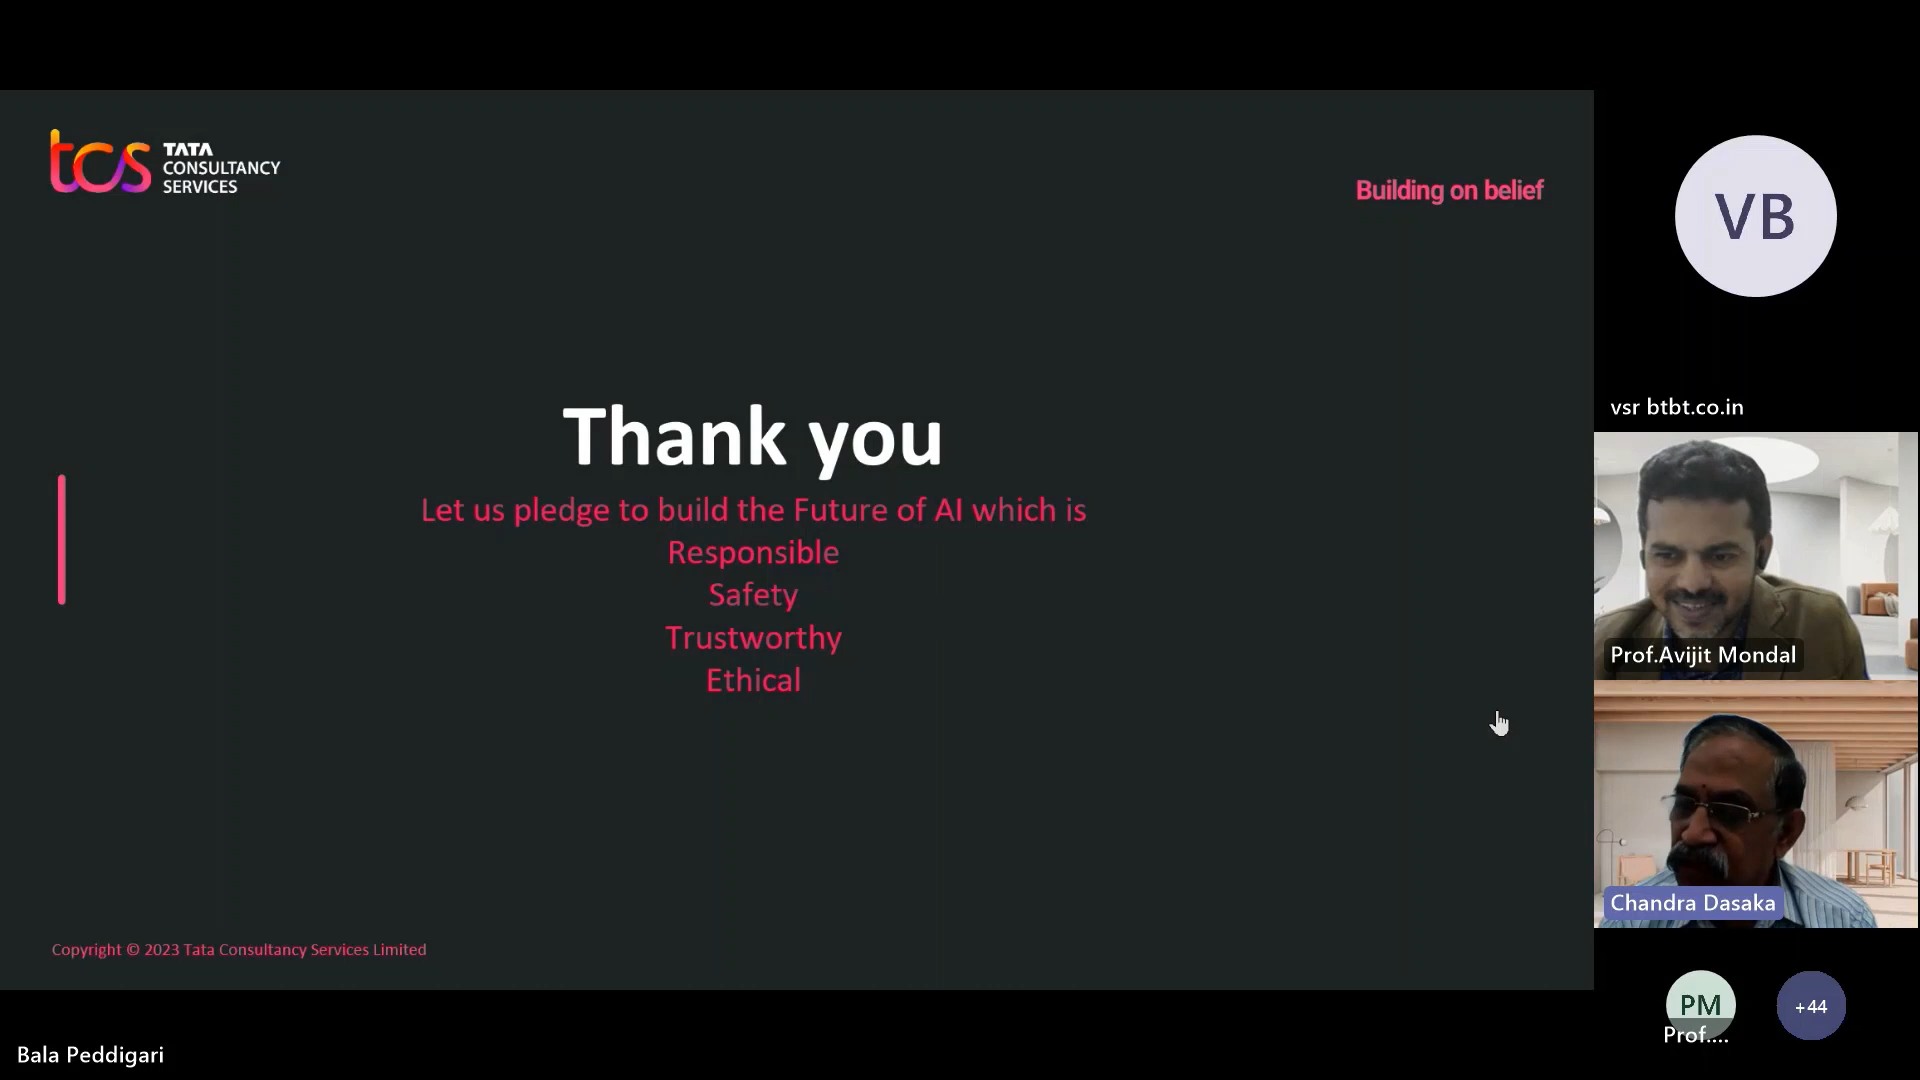 tcs TATA
CONSULTANCY
SERVICES
Building on belief
Thank you
Let us pledge to build the Future of AI which is
Responsible
Safety
Trustworthy
Ethical
Copyright © 2023 Tata Consultancy Services Limited
Bala Peddigari
VB
vsr btbt.co.in
Prof.Avijit Mondal
Chandra Dasaka
PM
Prof....
+44